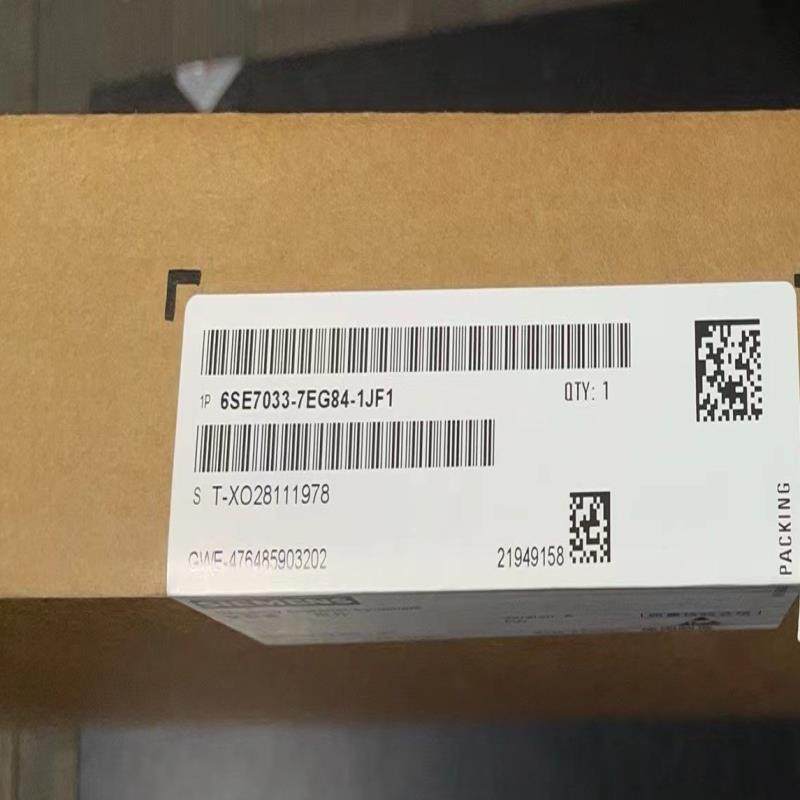 1P 6SE7033-7EG84-1JF1
QTY: 1
S T-XO28111978
GWE-476485903202
21949158
PACKING
SIEMENS